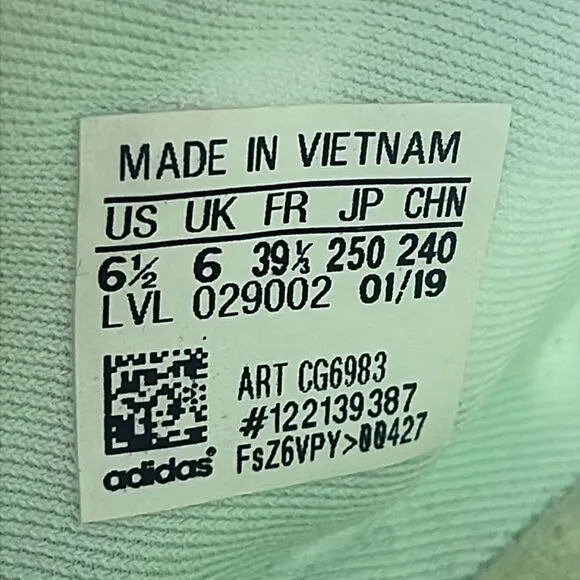 MADE IN VIETNAM
US UK FR JP CHN
6½ 6 39⅓ 250 240
LVL 029002 01/19
ART CG6983
#122139387
FsZ6VPY>00427
adidas®